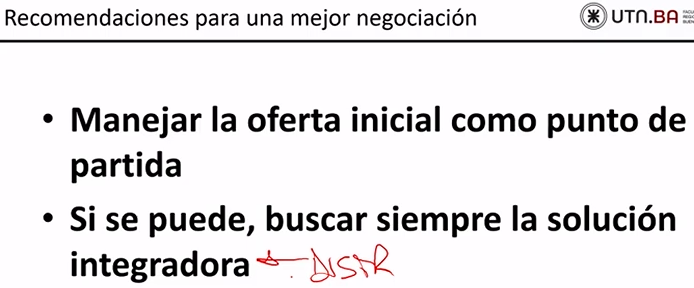 Recomendaciones para una mejor negociación
UTN.BA
• Manejar la oferta inicial como punto de
partida
• Si se puede, buscar siempre la solución
integradora DISTR